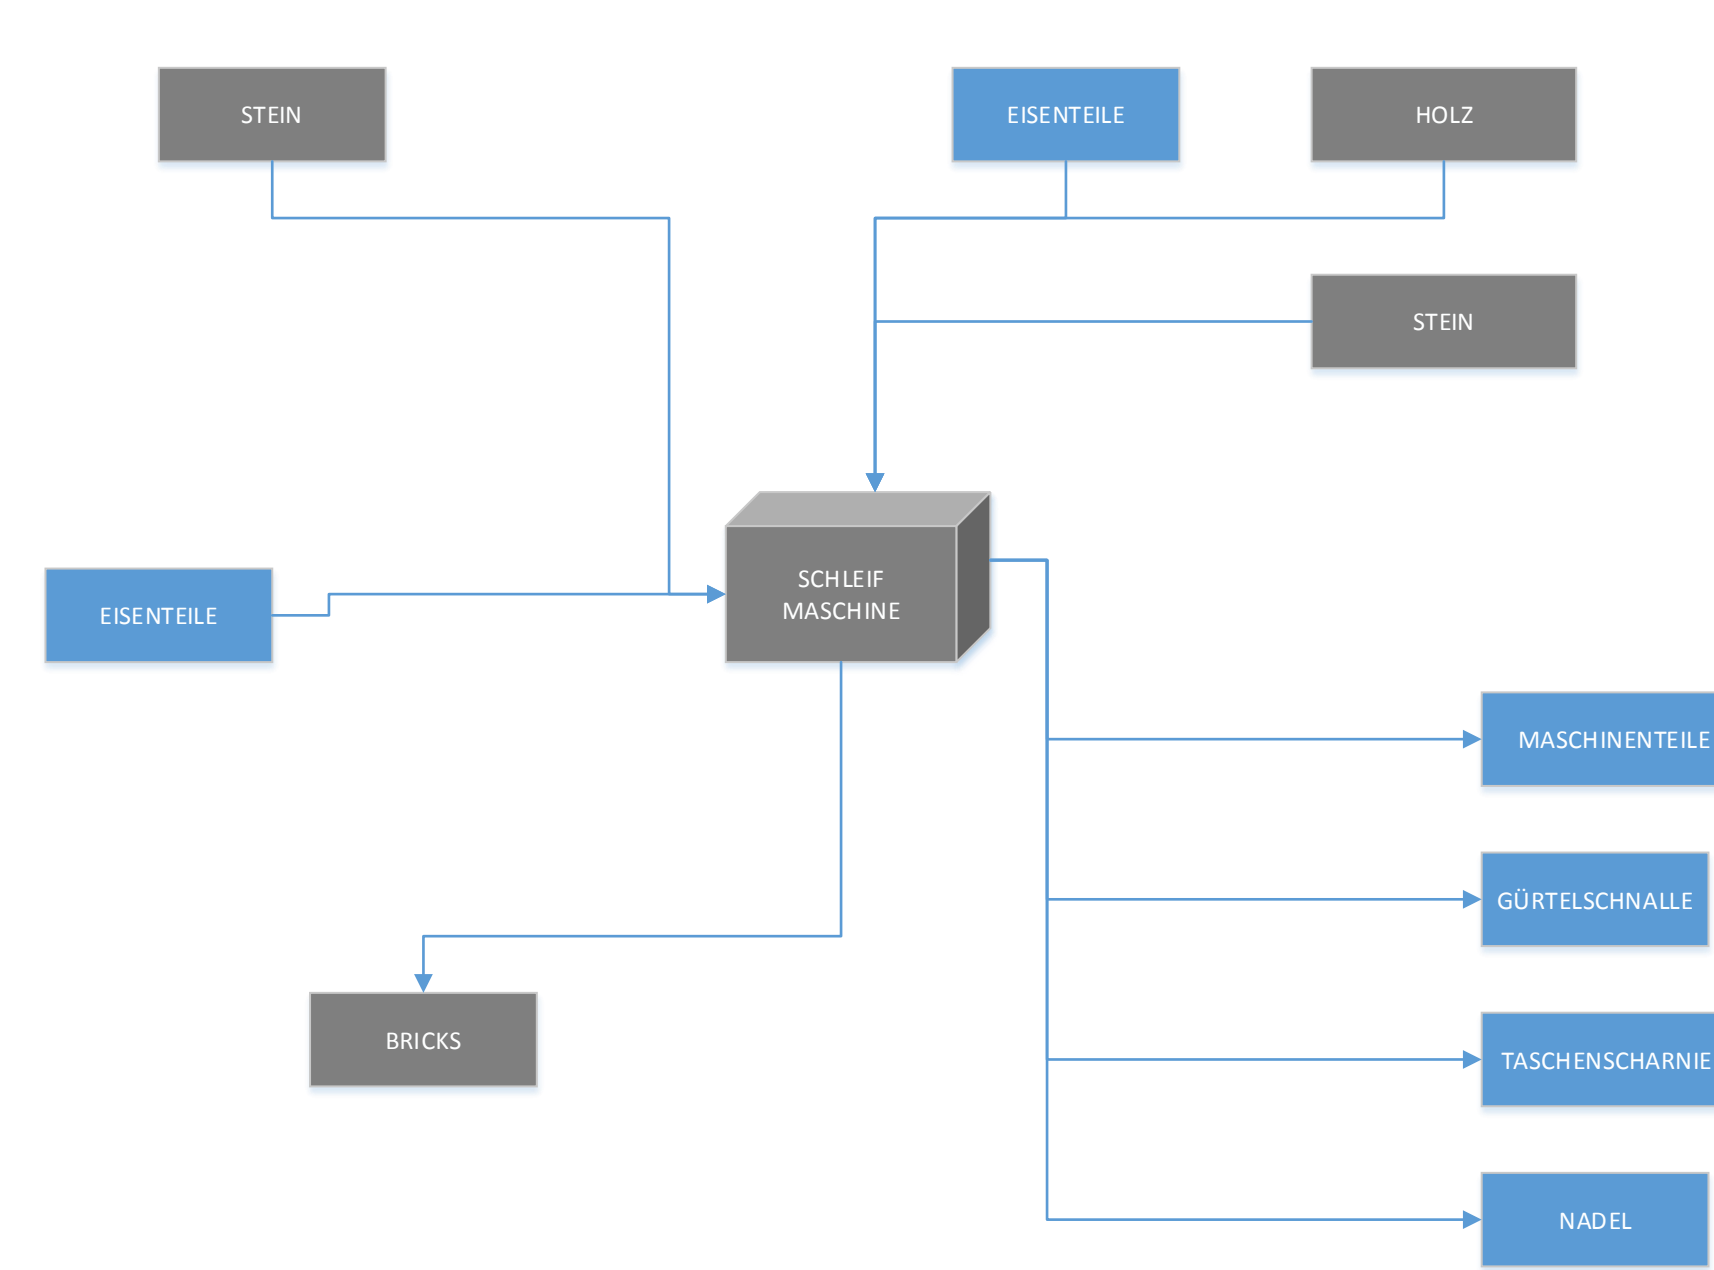 STEIN
EISENTEILE
HOLZ
STEIN
SCHLEIF
MASCHINE
EISENTEILE
MASCHINENTEILE
GÜRTELSCHNALLE
BRICKS
TASCHENSCHARNIE
NADEL